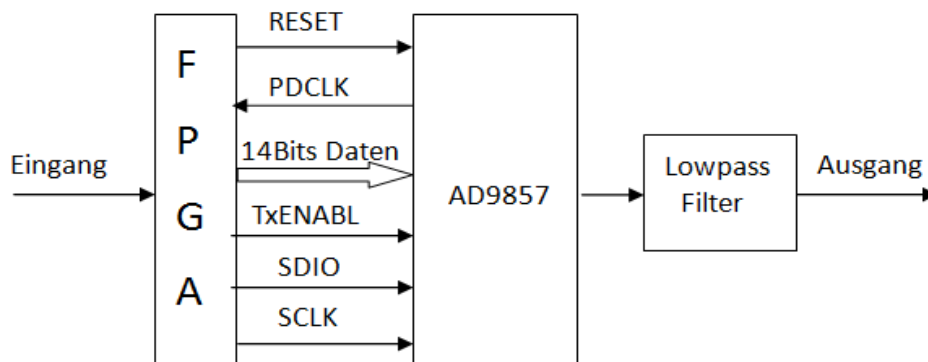 Eingang
F
P
G
A
RESET
PDCLK
14Bits Daten
TxENABL
SDIO
SCLK
AD9857
Lowpass
Filter
Ausgang